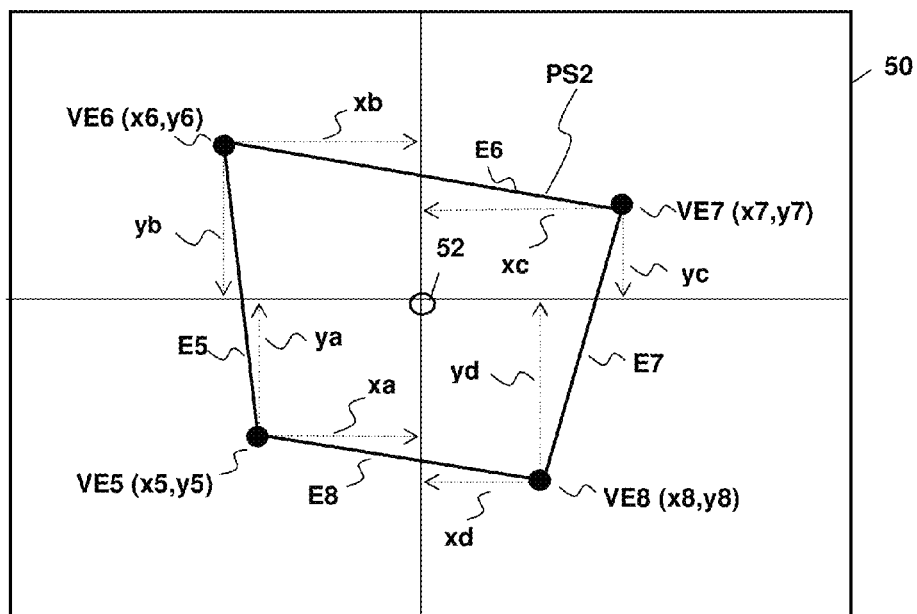 50
PS2
xb
VE6 (x6,y6)
E6
VE7 (x7,y7)
yb
xc
52
yc
E5
ya
yd
E7
xa
VE5 (x5,y5)
E8
VE8 (x8,y8)
xd